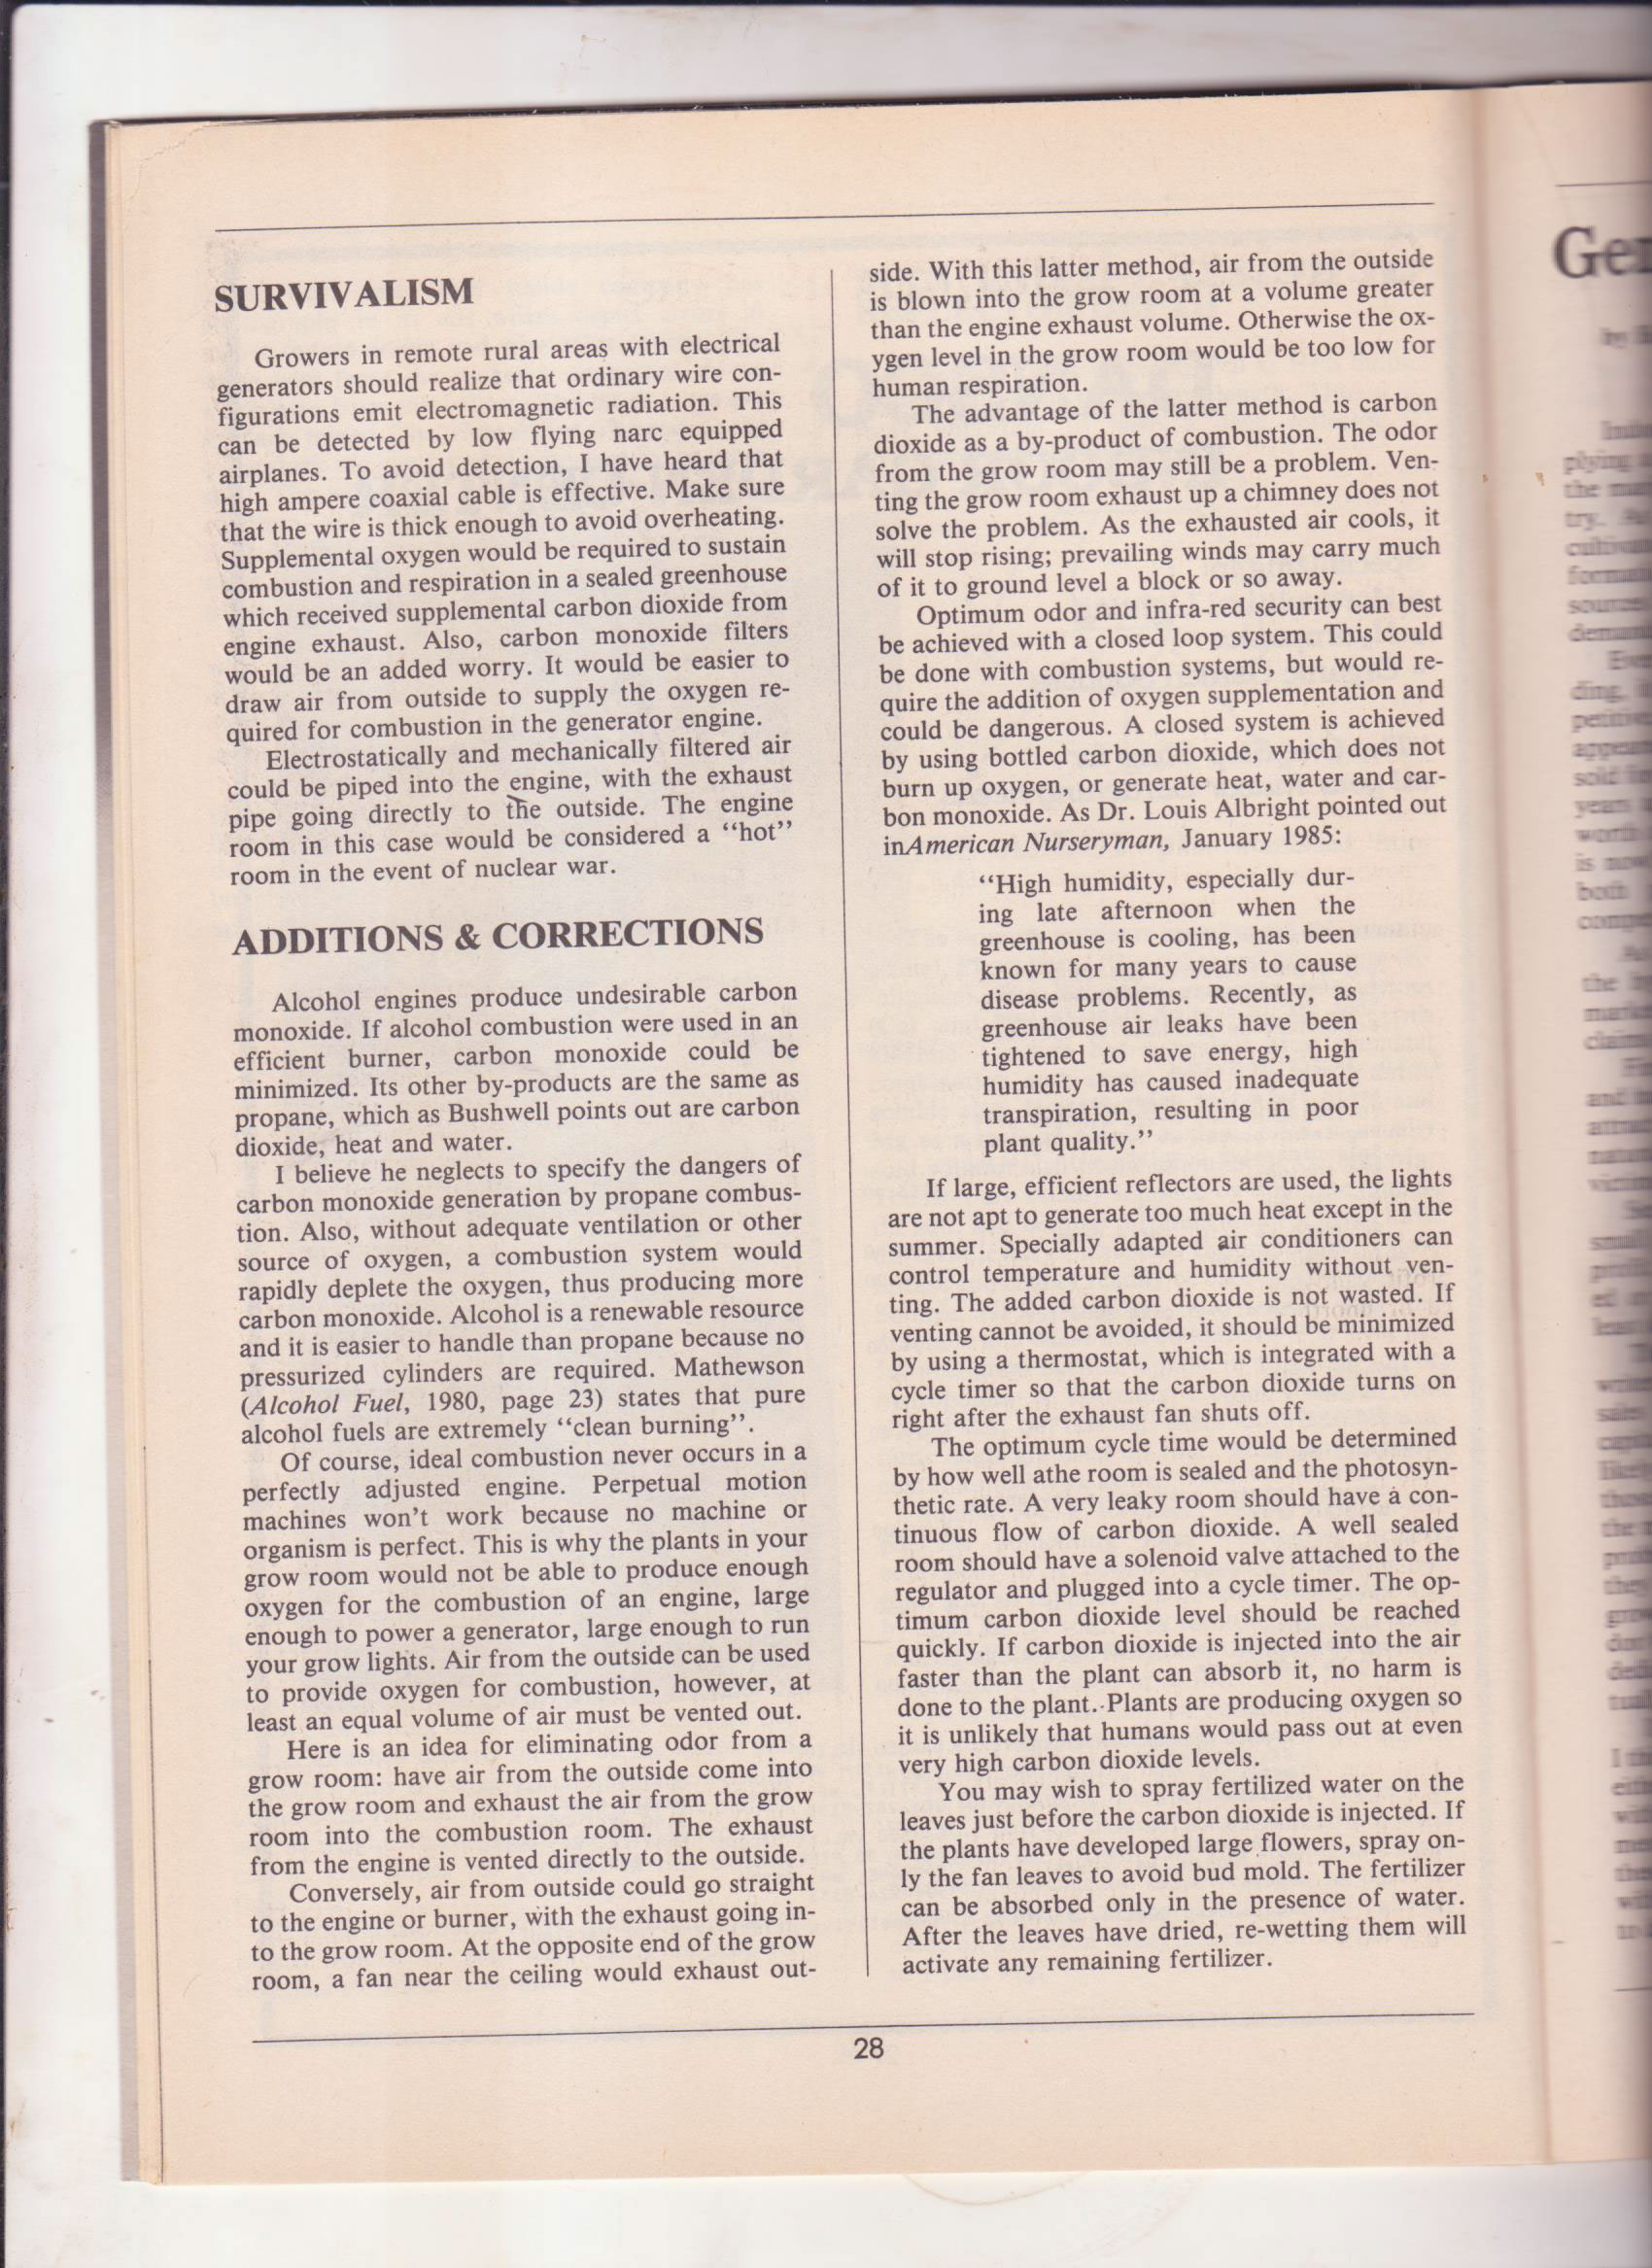 SURVIVALISM
Growers in remote rural areas with electrical
generators should realize that ordinary wire con-
figurations emit electromagnetic radiation. This
can be detected by low flying narc equipped
airplanes. To avoid detection, I have heard that
high ampere coaxial cable is effective. Make sure
that the wire is thick enough to avoid overheating.
Supplemental oxygen would be required to sustain
combustion and respiration in a sealed greenhouse
which received supplemental carbon dioxide from
engine exhaust. Also, carbon monoxide filters
would be an added worry. It would be easier to
draw air from outside to supply the oxygen re-
quired for combustion in the generator engine.
Electrostatically and mechanically filtered air
could be piped into the engine, with the exhaust
pipe going directly to the outside. The engine
room in this case would be considered a “hot”
room in the event of nuclear war.
ADDITIONS & CORRECTIONS
Alcohol engines produce undesirable carbon
monoxide. If alcohol combustion were used in an
efficient burner, carbon monoxide could be
minimized. Its other by-products are the same as
propane, which as Bushwell points out are carbon
dioxide, heat and water.
I believe he neglects to specify the dangers of
carbon monoxide generation by propane combus-
tion. Also, without adequate ventilation or other
source of oxygen, a combustion system would
rapidly deplete the oxygen, thus producing more
carbon monoxide. Alcohol is a renewable resource
and it is easier to handle than propane because no
pressurized cylinders are required. Mathewson
(Alcohol Fuel, 1980, page 23) states that pure
alcohol fuels are extremely “clean burning”.
Of course, ideal combustion never occurs in a
perfectly adjusted engine. Perpetual motion
machines won't work because no machine or
organism is perfect. This is why the plants in your
grow room would not be able to produce enough
oxygen for the combustion of an engine, large
enough to power a generator, large enough to run
your grow lights. Air from the outside can be used
to provide oxygen for combustion, however, at
least an equal volume of air must be vented out.
Here is an idea for eliminating odor from a
grow room: have air from the outside come into
the grow room and exhaust the air from the grow
room into the combustion room. The exhaust
from the engine is vented directly to the outside.
Conversely, air from outside could go straight
to the engine or burner, with the exhaust going in-
to the grow room. At the opposite end of the grow
room, a fan near the ceiling would exhaust out-
side. With this latter method, air from the outside
is blown into the grow room at a volume greater
than the engine exhaust volume. Otherwise the ox-
ygen level in the grow room would be too low for
human respiration.
The advantage of the latter method is carbon
dioxide as a by-product of combustion. The odor
from the grow room may still be a problem. Ven-
ting the grow room exhaust up a chimney does not
solve the problem. As the exhausted air cools, it
will stop rising; prevailing winds may carry much
of it to ground level a block or so away.
Optimum odor and infra-red security can best
be achieved with a closed loop system. This could
be done with combustion systems, but would re-
quire the addition of oxygen supplementation and
could be dangerous. A closed system is achieved
by using bottled carbon dioxide, which does not
burn up oxygen, or generate heat, water and car-
bon monoxide. As Dr. Louis Albright pointed out
inAmerican Nurseryman, January 1985:
“High humidity, especially dur-
ing late afternoon when the
greenhouse is cooling, has been
known for many years to cause
disease problems. Recently, as
greenhouse air leaks have been
tightened to save energy, high
humidity has caused inadequate
transpiration, resulting in poor
plant quality.”
If large, efficient reflectors are used, the lights
are not apt to generate too much heat except in the
summer. Specially adapted air conditioners can
control temperature and humidity without ven-
ting. The added carbon dioxide is not wasted. If
venting cannot be avoided, it should be minimized
by using a thermostat, which is integrated with a
cycle timer so that the carbon dioxide turns on
right after the exhaust fan shuts off.
The optimum cycle time would be determined
by how well athe room is sealed and the photosyn-
thetic rate. A very leaky room should have a con-
tinuous flow of carbon dioxide. A well sealed
room should have a solenoid valve attached to the
regulator and plugged into a cycle timer. The op-
timum carbon dioxide level should be reached
quickly. If carbon dioxide is injected into the air
faster than the plant can absorb it, no harm is
done to the plant. Plants are producing oxygen so
it is unlikely that humans would pass out at even
very high carbon dioxide levels.
You may wish to spray fertilized water on the
leaves just before the carbon dioxide is injected. If
the plants have developed large flowers, spray on-
ly the fan leaves to avoid bud mold. The fertilizer
can be absorbed only in the presence of water.
After the leaves have dried, re-wetting them will
activate any remaining fertilizer.
28